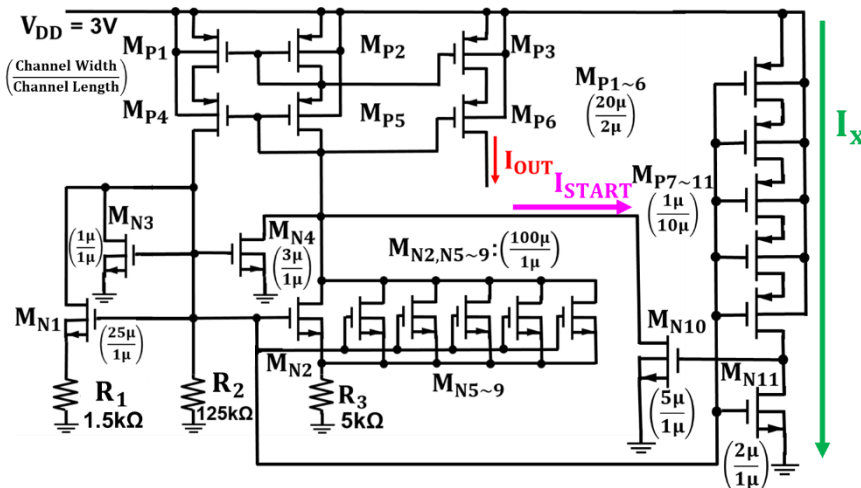 V_DD = 3V
M_P1
M_P2
M_P3
(Channel Width / Channel Length)
M_P4
M_P5
M_P6
M_P1~6
(20μ / 2μ)
I_X
I_OUT
I_START
M_P7~11
(1μ / 10μ)
M_N3
(1μ / 1μ)
M_N4
(3μ / 1μ)
M_N2,N5~9:(100μ / 1μ)
M_N1
(25μ / 1μ)
M_N2
M_N5~9
M_N10
(5μ / 1μ)
M_N11
(2μ / 1μ)
R_1
1.5kΩ
R_2
125kΩ
R_3
5kΩ